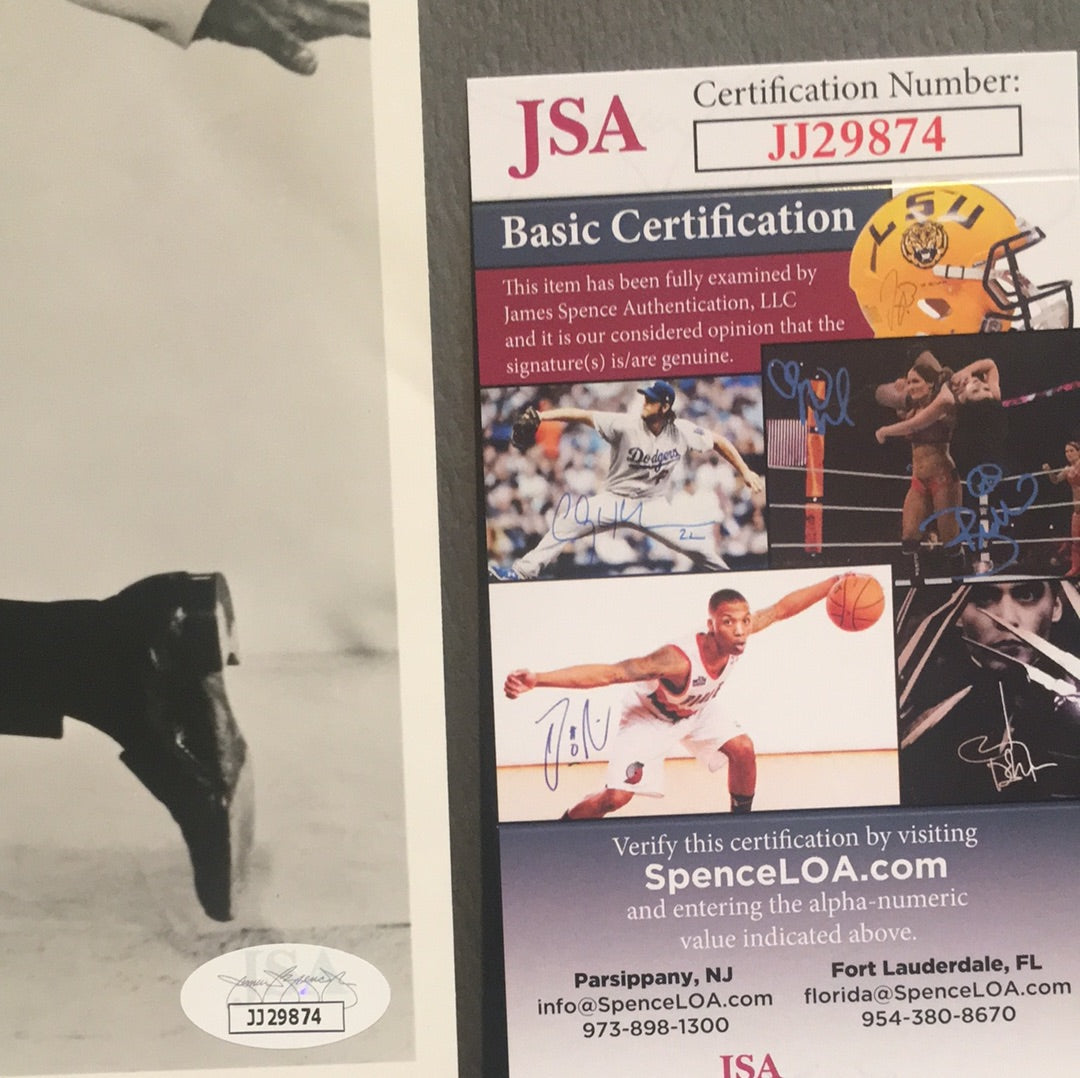 JSA
Certification Number:
JJ29874
Basic Certification
This item has been fully examined by
James Spence Authentication, LLC
and it is our considered opinion that the
signature(s) is/are genuine.
LSU
Dodgers
22
Verify this certification by visiting
SpenceLOA.com
and entering the alpha-numeric
value indicated above.
Parsippany, NJ
info@SpenceLOA.com
973-898-1300
Fort Lauderdale, FL
florida@SpenceLOA.com
954-380-8670
JSA
JSA
JJ29874